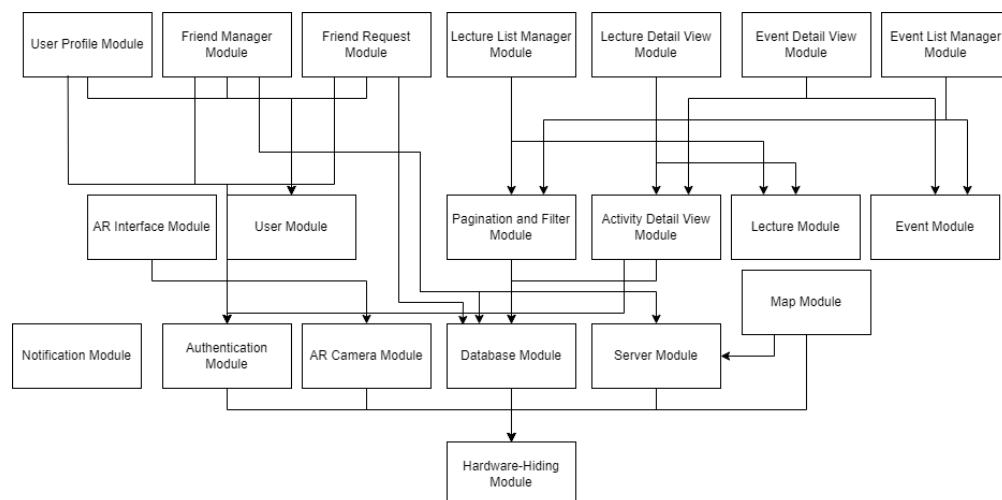 User Profile Module
Friend Manager
Module
Friend Request
Module
Lecture List Manager
Module
Lecture Detail View
Module
Event Detail View
Module
Event List Manager
Module
AR Interface Module
User Module
Pagination and Filter
Module
Activity Detail View
Module
Lecture Module
Event Module
Map Module
Notification Module
Authentication
Module
AR Camera Module
Database Module
Server Module
Hardware-Hiding
Module